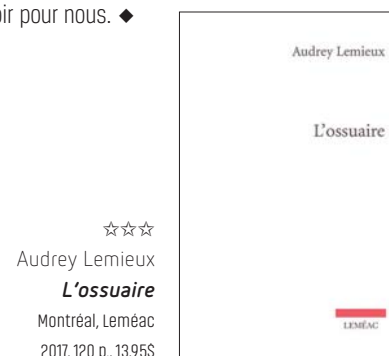 oir pour nous. ◆
☆☆☆
Audrey Lemieux
L'ossuaire
Montréal, Leméac
2017, 120 p., 13,95$
Audrey Lemieux
L'ossuaire
LEMÉAC